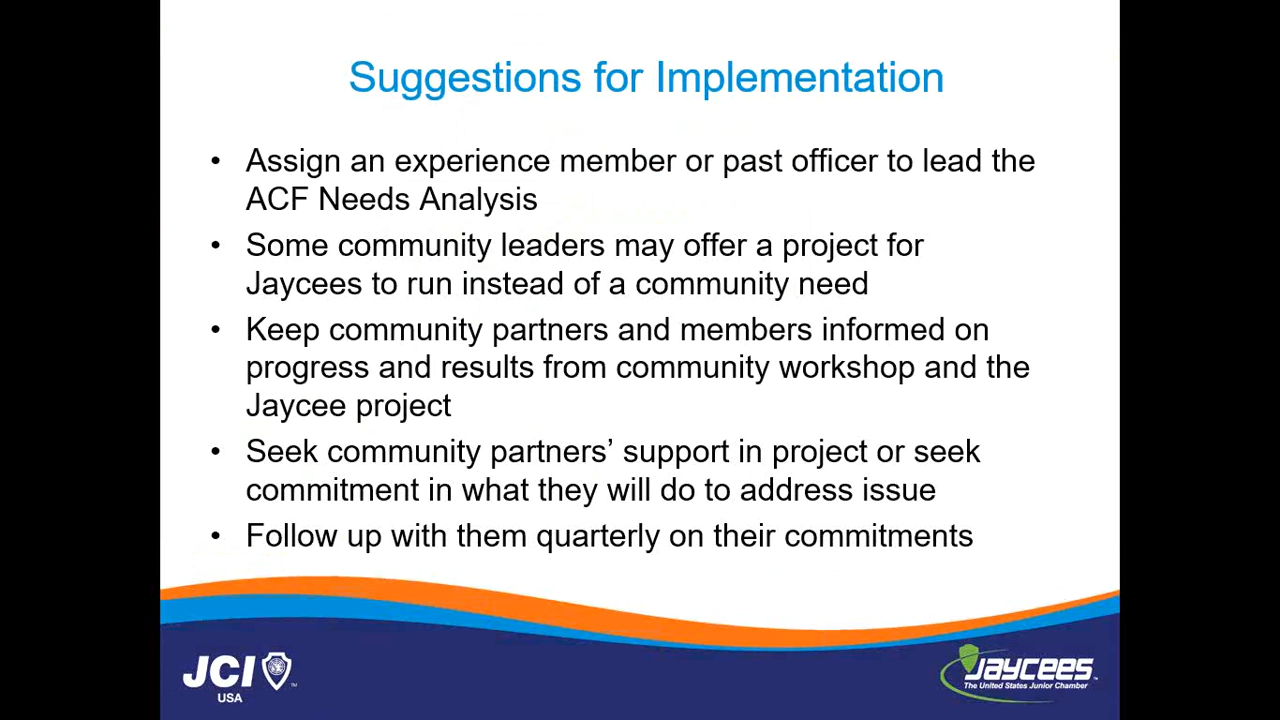 Suggestions for Implementation
• Assign an experience member or past officer to lead the
ACF Needs Analysis
• Some community leaders may offer a project for
Jaycees to run instead of a community need
• Keep community partners and members informed on
progress and results from community workshop and the
Jaycee project
• Seek community partners’ support in project or seek
commitment in what they will do to address issue
• Follow up with them quarterly on their commitments
JCI
USA
Jaycees
The United States Junior Chamber